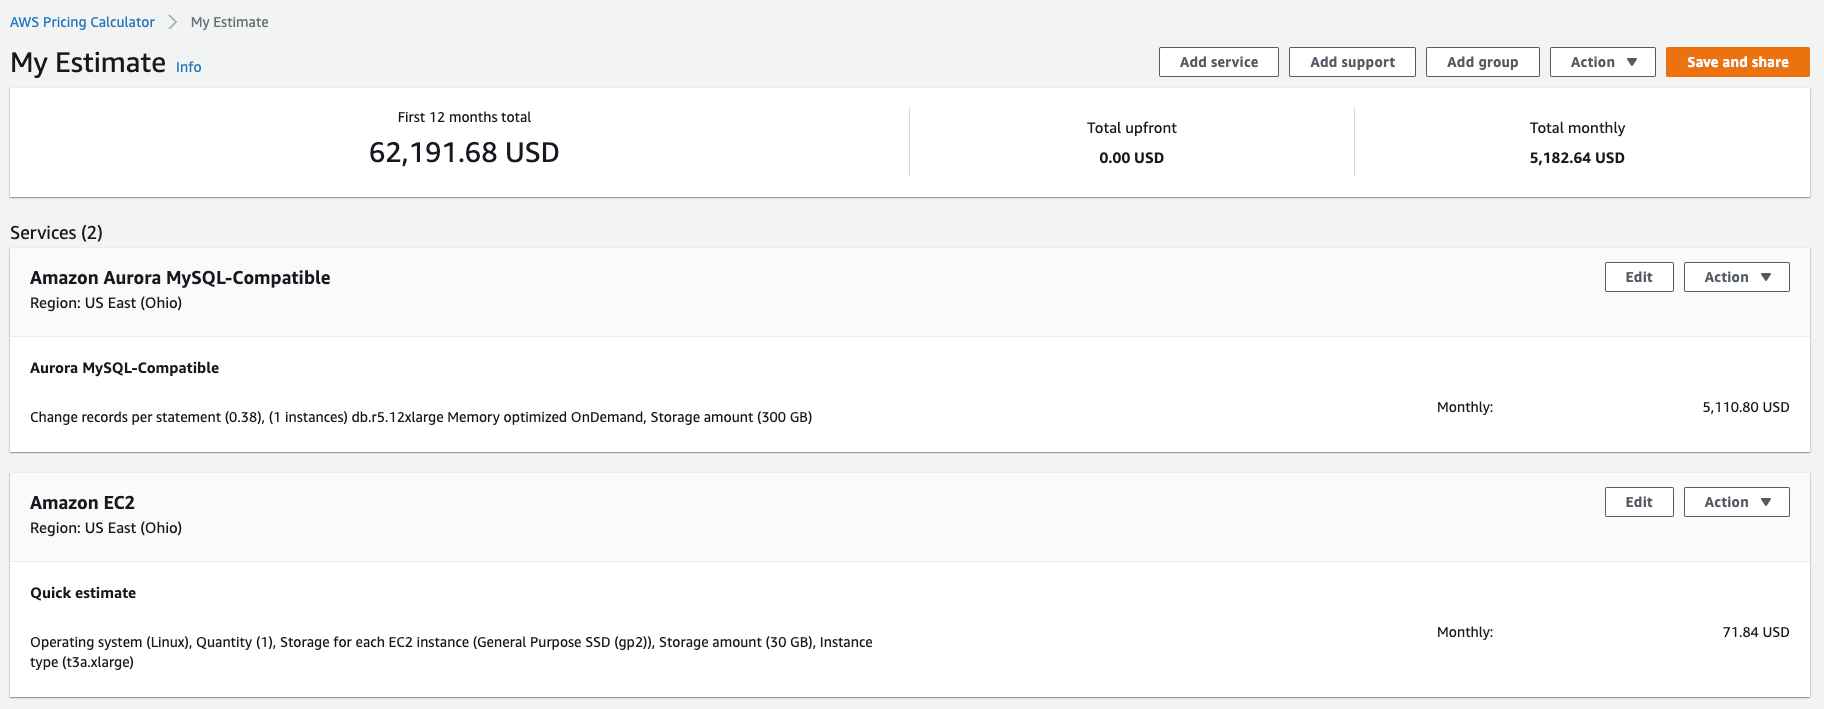 AWS Pricing Calculator > My Estimate
My Estimate Info
Add service Add support Add group Action ▼ Save and share
First 12 months total
62,191.68 USD
Total upfront
0.00 USD
Total monthly
5,182.64 USD
Services (2)
Amazon Aurora MySQL-Compatible
Region: US East (Ohio)
Edit Action ▼
Aurora MySQL-Compatible
Change records per statement (0.38), (1 instances) db.r5.12xlarge Memory optimized OnDemand, Storage amount (300 GB)
Monthly: 5,110.80 USD
Amazon EC2
Region: US East (Ohio)
Edit Action ▼
Quick estimate
Operating system (Linux), Quantity (1), Storage for each EC2 instance (General Purpose SSD (gp2)), Storage amount (30 GB), Instance
type (t3a.xlarge)
Monthly: 71.84 USD